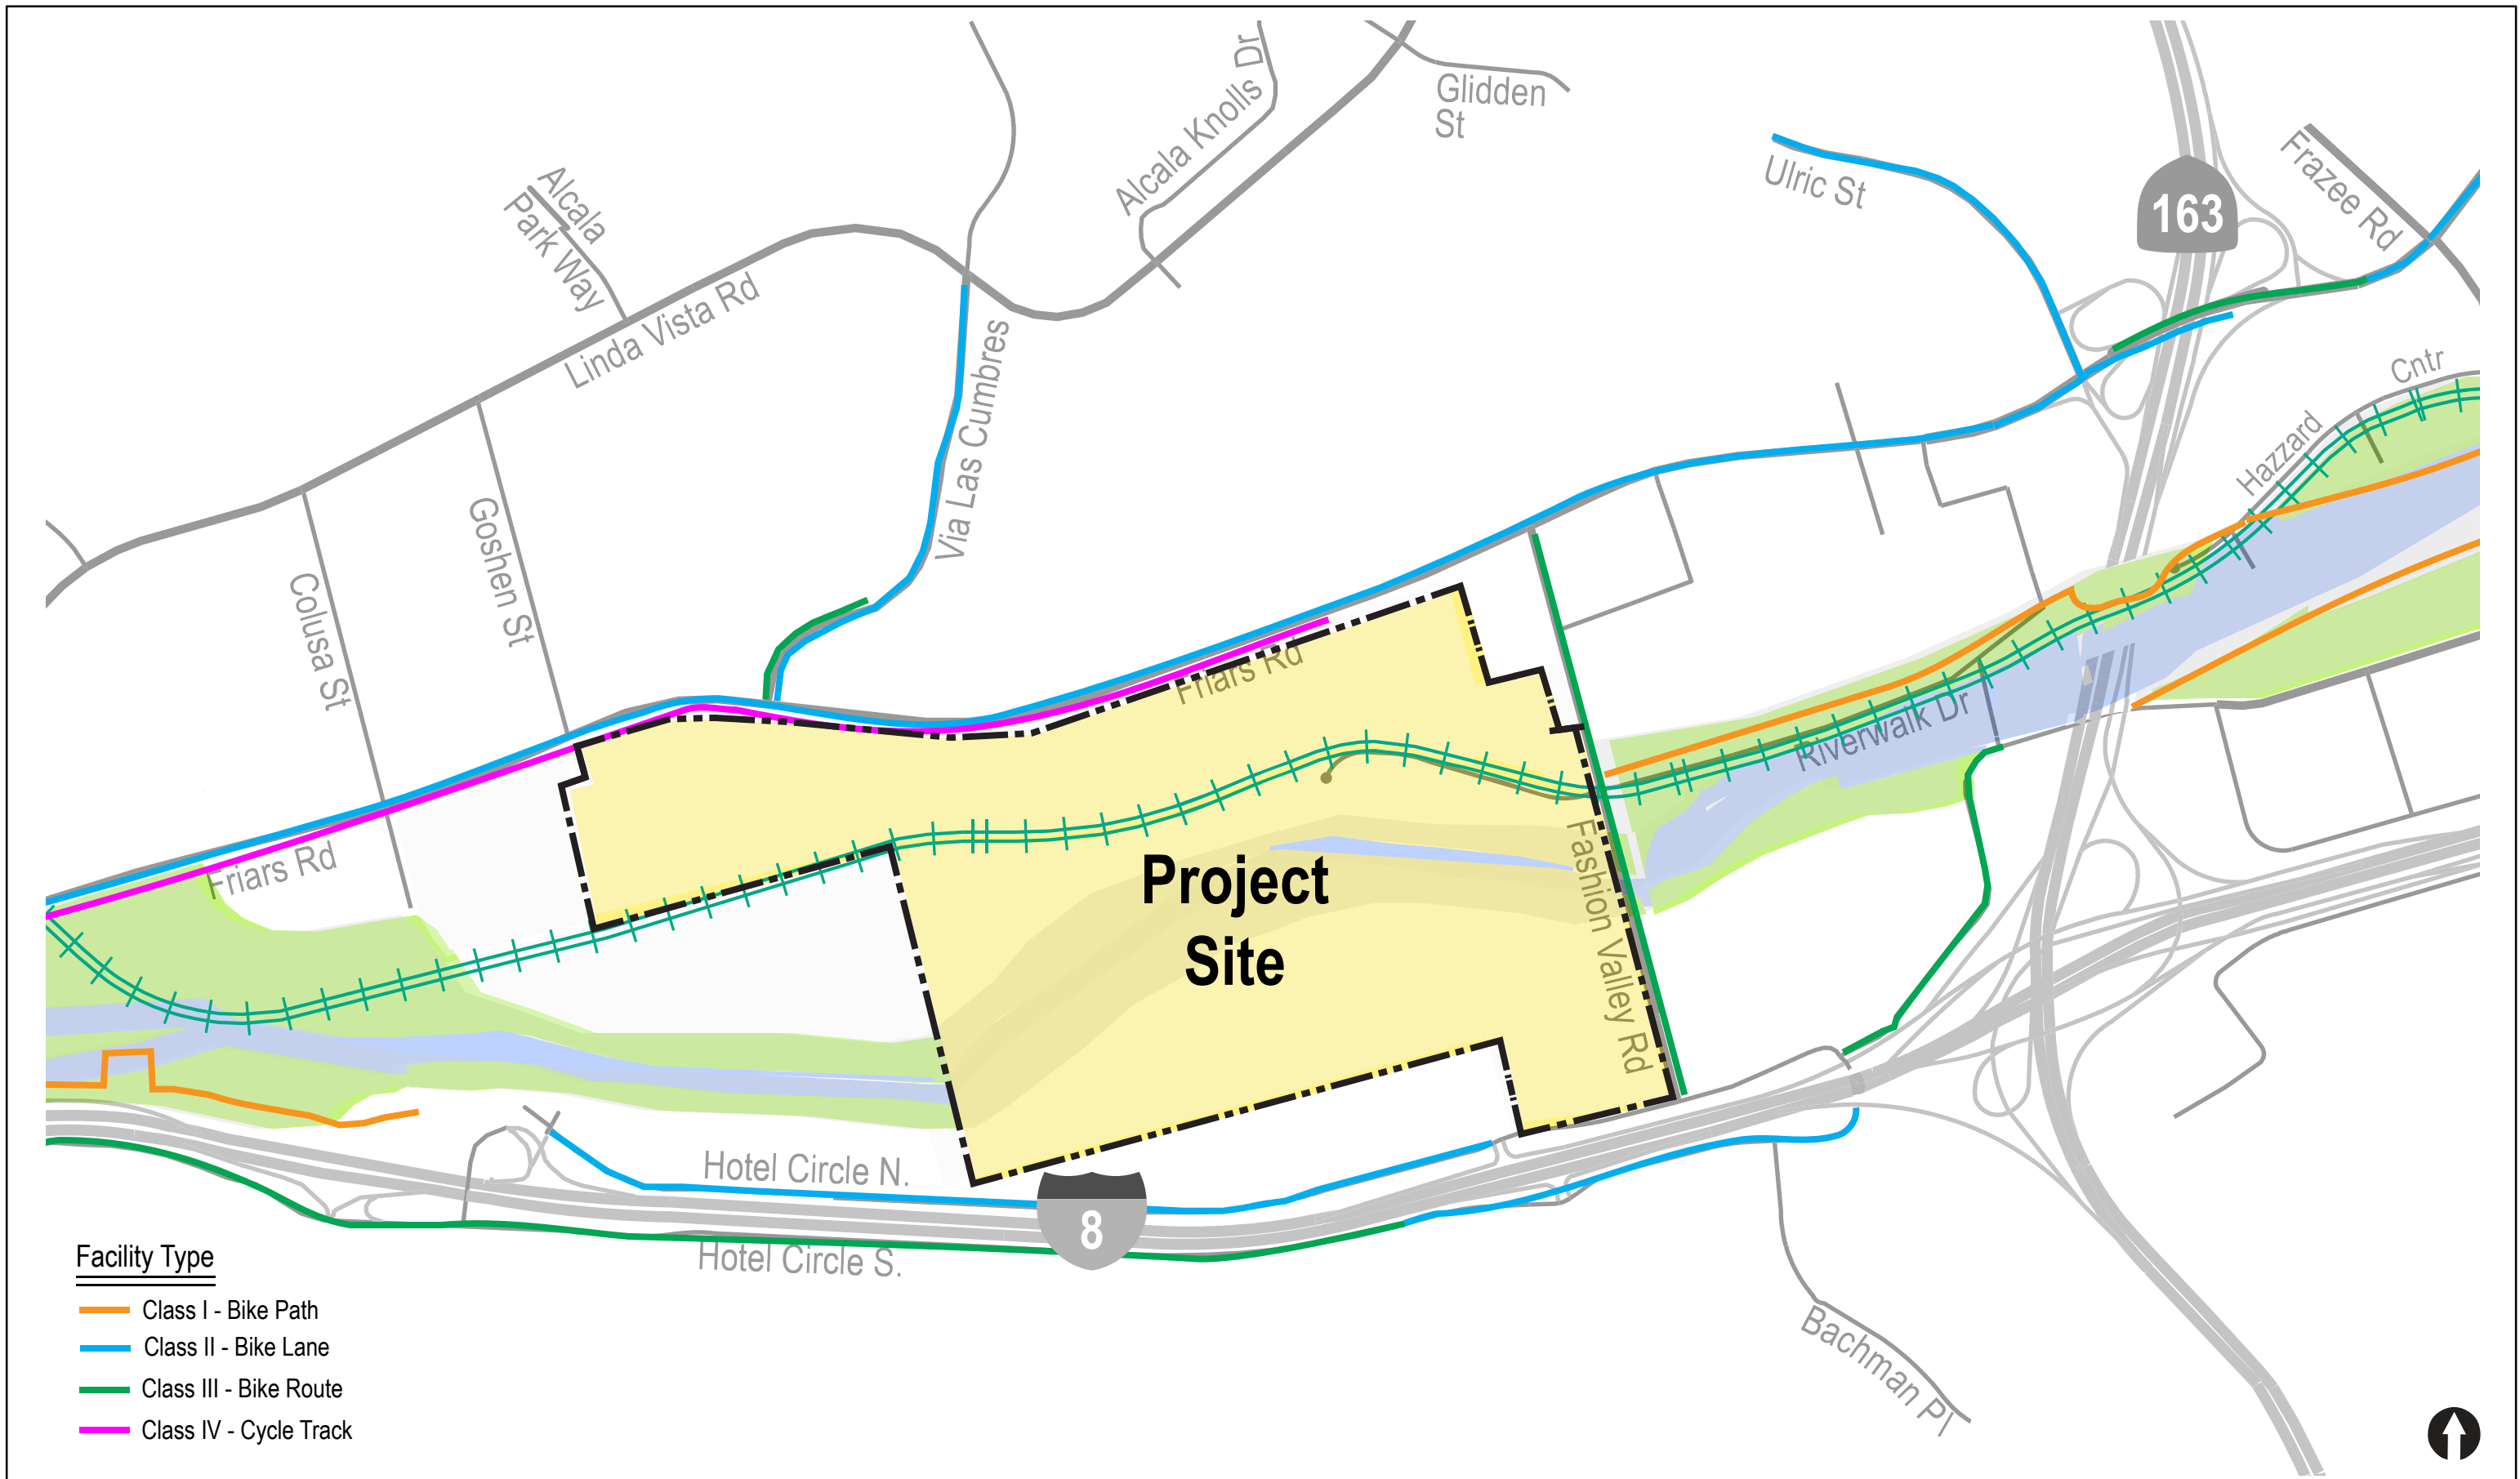 Alcala Knolls Dr
Glidden
St
Ulric St
163
Frazee Rd
Alcala
Park Way
Linda Vista Rd
Via Las Cumbres
Cntr
Hazzard
Goshen St
Colusa St
Friars Rd
Riverwalk Dr
Friars Rd
Project
Site
Fashion Valley Rd
Hotel Circle N.
8
Hotel Circle S.
Bachman Pl
Facility Type
Class I - Bike Path
Class II - Bike Lane
Class III - Bike Route
Class IV - Cycle Track